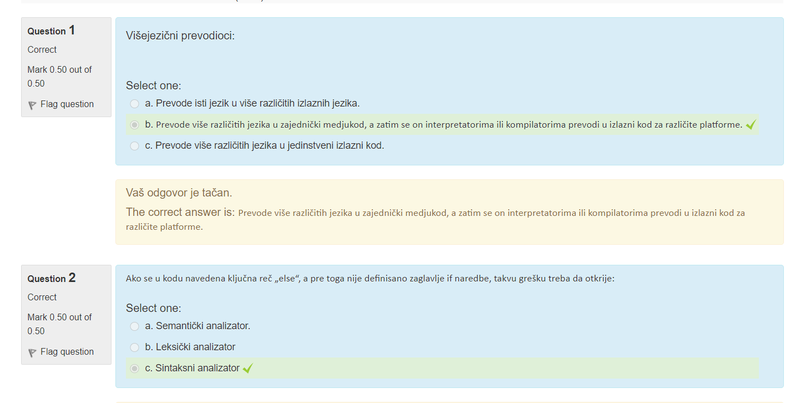 Question 1
Correct
Mark 0.50 out of
0.50
Flag question
Višejezični prevodioci:
Select one:
a. Prevode isti jezik u više različitih izlaznih jezika.
b. Prevode više različitih jezika u zajednički medjukod, a zatim se on interpretatorima ili kompilatorima prevodi u izlazni kod za različite platforme.
c. Prevode više različitih jezika u jedinstveni izlazni kod.
Vaš odgovor je tačan.
The correct answer is: Prevode više različitih jezika u zajednički medjukod, a zatim se on interpretatorima ili kompilatorima prevodi u izlazni kod za
različite platforme.
Question 2
Correct
Mark 0.50 out of
0.50
Flag question
Ako se u kodu navedena ključna reč „else“, a pre toga nije definisano zaglavlje if naredbe, takvu grešku treba da otkrije:
Select one:
a. Semantički analizator.
b. Leksički analizator
c. Sintaksni analizator